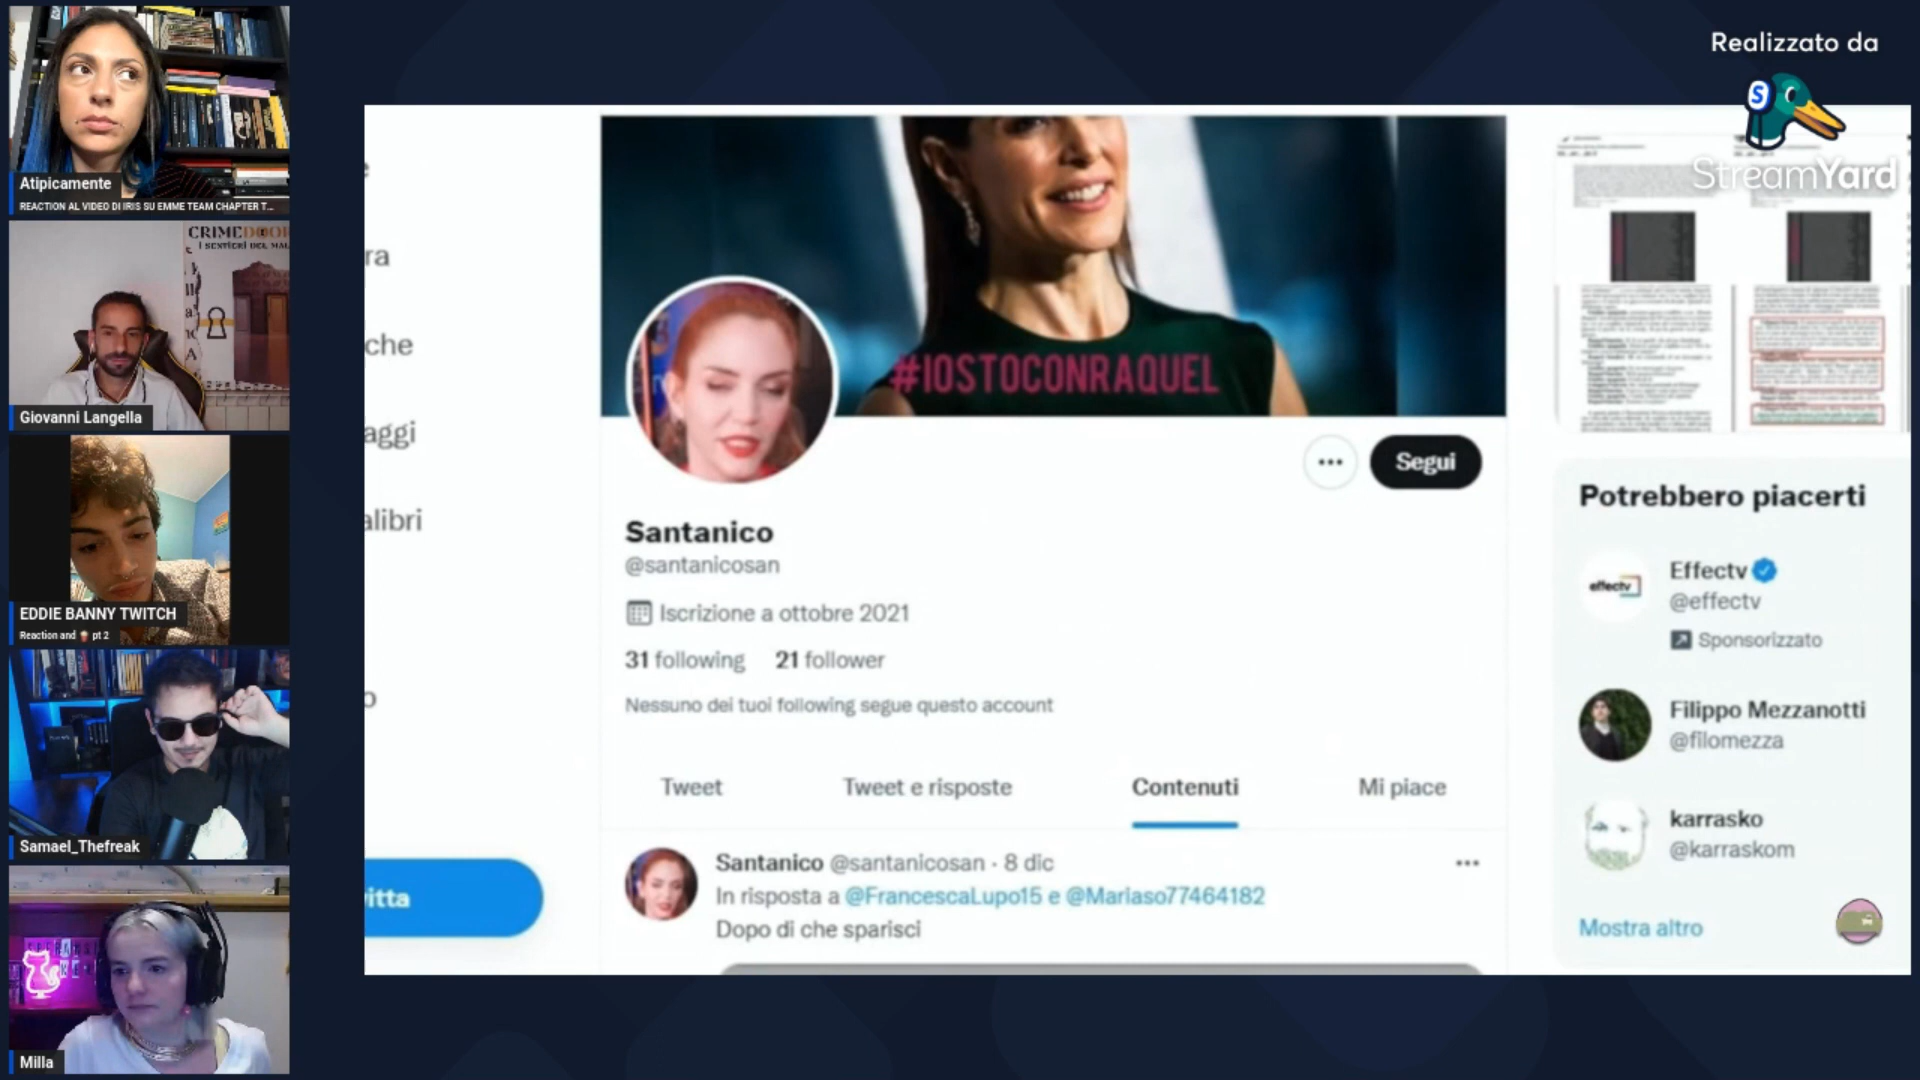 Atipicamente
REACTION AL VIDEO DI IRIS SU EMME TEAM CHAPTER T...
CRIMEDOOR
I SENTIERI DEL MAL
Giovanni Langella
EDDIE BANNY TWITCH
Reaction and pt 2
Samael_Thefreak
Milla
ra
che
aggi
alibri
o
itta
#IOSTOCONRAQUEL
Segui
Santanico
@santanicosan
Iscrizione a ottobre 2021
31 following 21 follower
Nessuno dei tuoi following segue questo account
Tweet Tweet e risposte Contenuti Mi piace
Santanico @santanicosan · 8 dic
In risposta a @FrancescaLupo15 e @Mariaso77464182
Dopo di che sparisci
Realizzato da
S
StreamYard
Potrebbero piacerti
effectv
Effectv
@effectv
Sponsorizzato
Filippo Mezzanotti
@filomezza
karrasko
@karraskom
Mostra altro